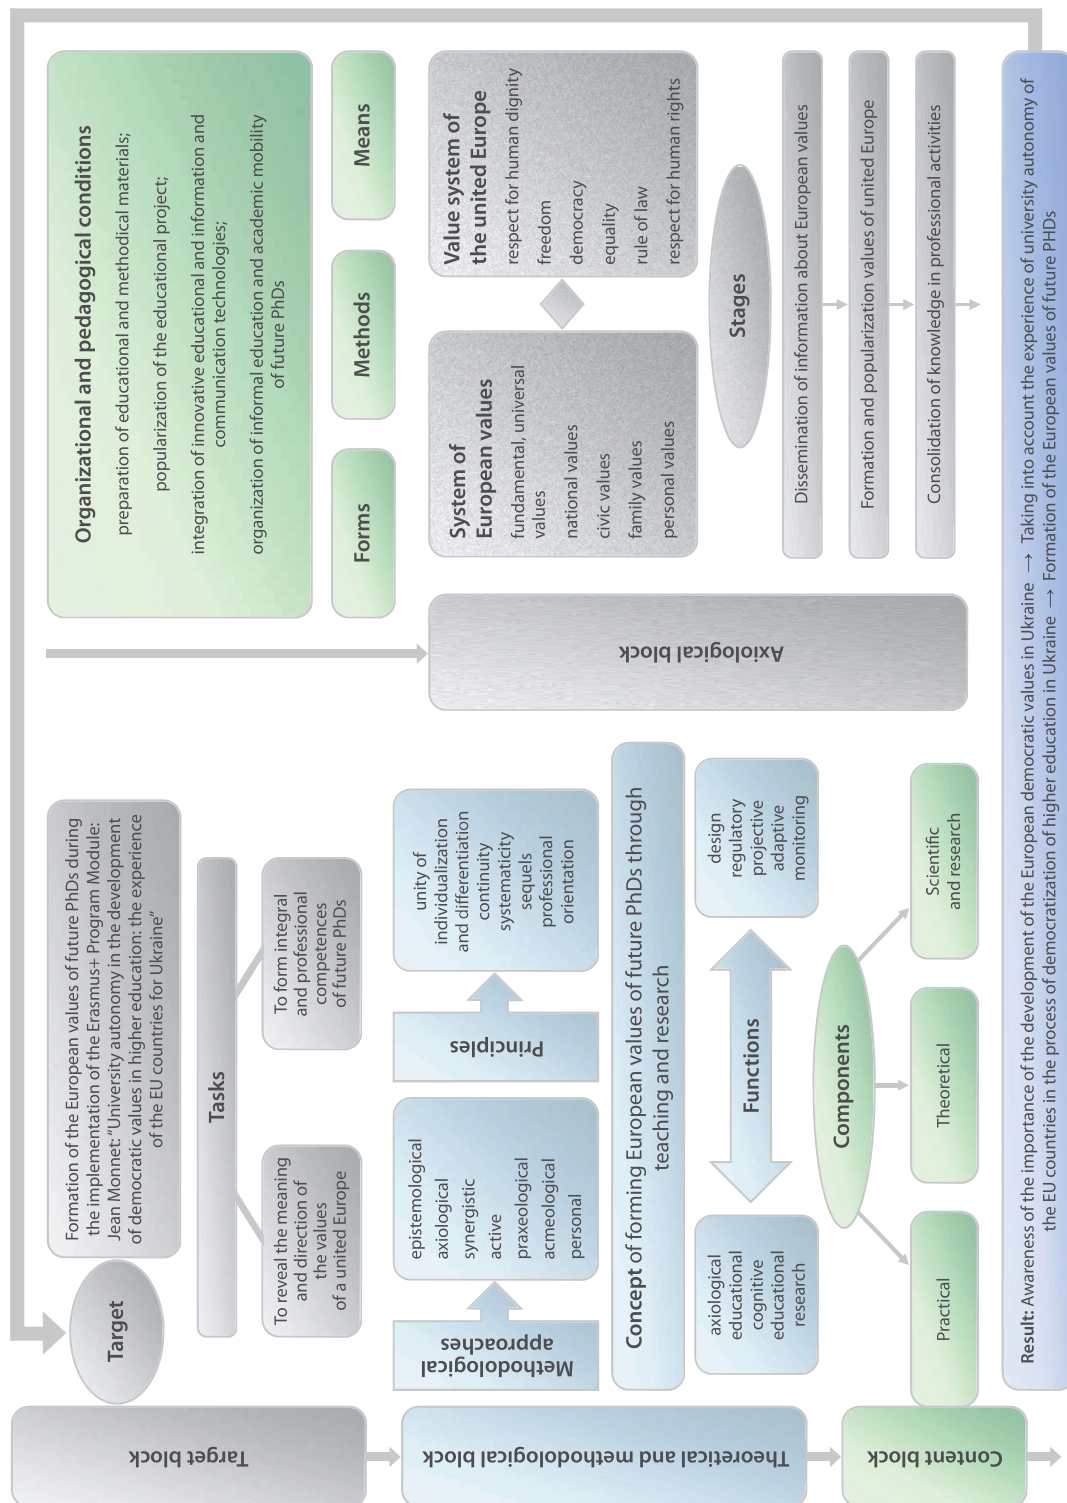 Target block
Target
Formation of the European values of future PhDs during
the implementation of the Erasmus+ Program Module:
Jean Monnet: “University autonomy in the development
of democratic values in higher education: the experience
of the EU countries for Ukraine”
Tasks
To reveal the meaning
and direction of
the values
of a united Europe
To form integral
and professional
competences
of future PhDs
Theoretical and methodological block
Methodological
approaches
epistemological
axiological
synergistic
active
praxeological
acmeological
personal
Principles
unity of
individualization
and differentiation
continuity
systematicity
sequels
professional
orientation
Concept of forming European values of future PhDs through
teaching and research
axiological
educational
cognitive
educational
research
Functions
design
regulatory
projective
adaptive
monitoring
Content block
Components
Practical
Theoretical
Scientific
and research
Organizational and pedagogical conditions
preparation of educational and methodical materials;
popularization of the educational project;
integration of innovative educational and information and
communication technologies;
organization of informal education and academic mobility
of future PhDs
Forms
Methods
Means
Axiological block
System of
European values
fundamental, universal
values
national values
civic values
family values
personal values
Value system of
the united Europe
respect for human dignity
freedom
democracy
equality
rule of law
respect for human rights
Stages
Dissemination of information about European values
Formation and popularization values of united Europe
Consolidation of knowledge in professional activities
Result: Awareness of the importance of the development of the European democratic values in Ukraine → Taking into account the experience of university autonomy of
the EU countries in the process of democratization of higher education in Ukraine → Formation of the European values of future PHDs